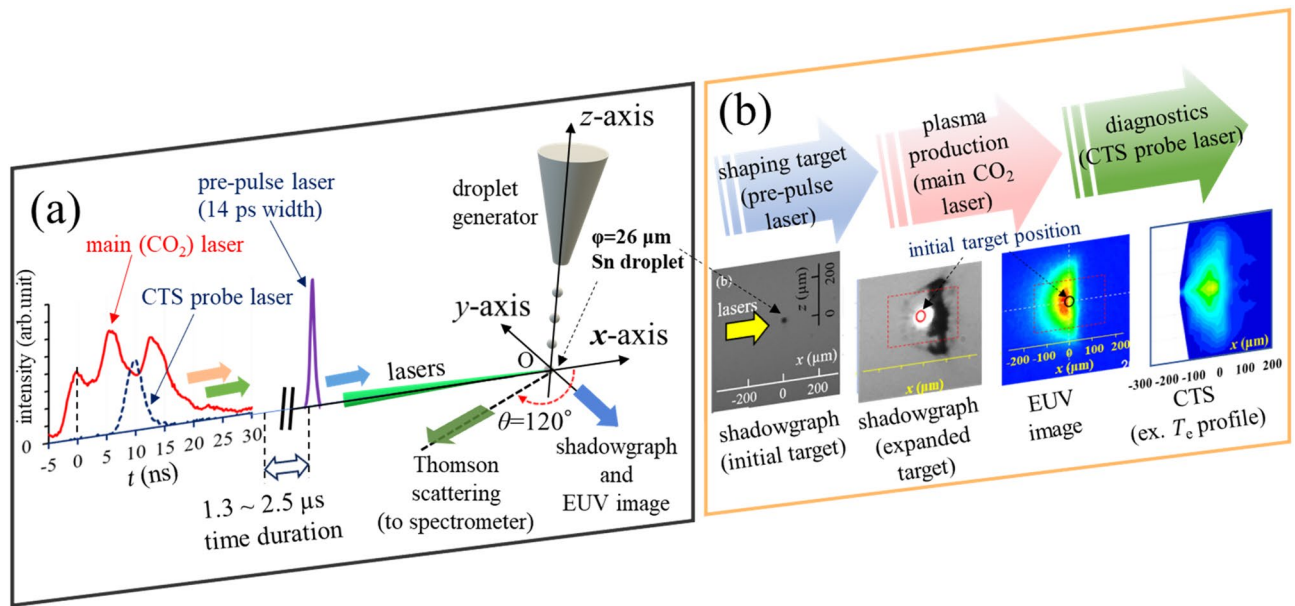 (a)
pre-pulse laser
(14 ps width)
main (CO₂) laser
CTS probe laser
intensity (arb.unit)
0
-5 0 5 10 15 20 25 30
t (ns)
1.3 ~ 2.5 μs
time duration
z-axis
droplet
generator
φ=26 μm
Sn droplet
y-axis
x-axis
O
lasers
θ=120°
Thomson
scattering
(to spectrometer)
shadowgraph
and
EUV image
(b)
shaping target
(pre-pulse
laser)
plasma
production
(main CO₂
laser)
diagnostics
(CTS probe laser)
initial target position
(b)
lasers
z (μm)
0 200
x (μm)
-200 0 200
shadowgraph
(initial target)
x (μm)
shadowgraph
(expanded
target)
-200 -100 0 100 200
x (μm)
2
EUV
image
x (μm)
-300 -200 -100 0 100 200
CTS
(ex. Te profile)